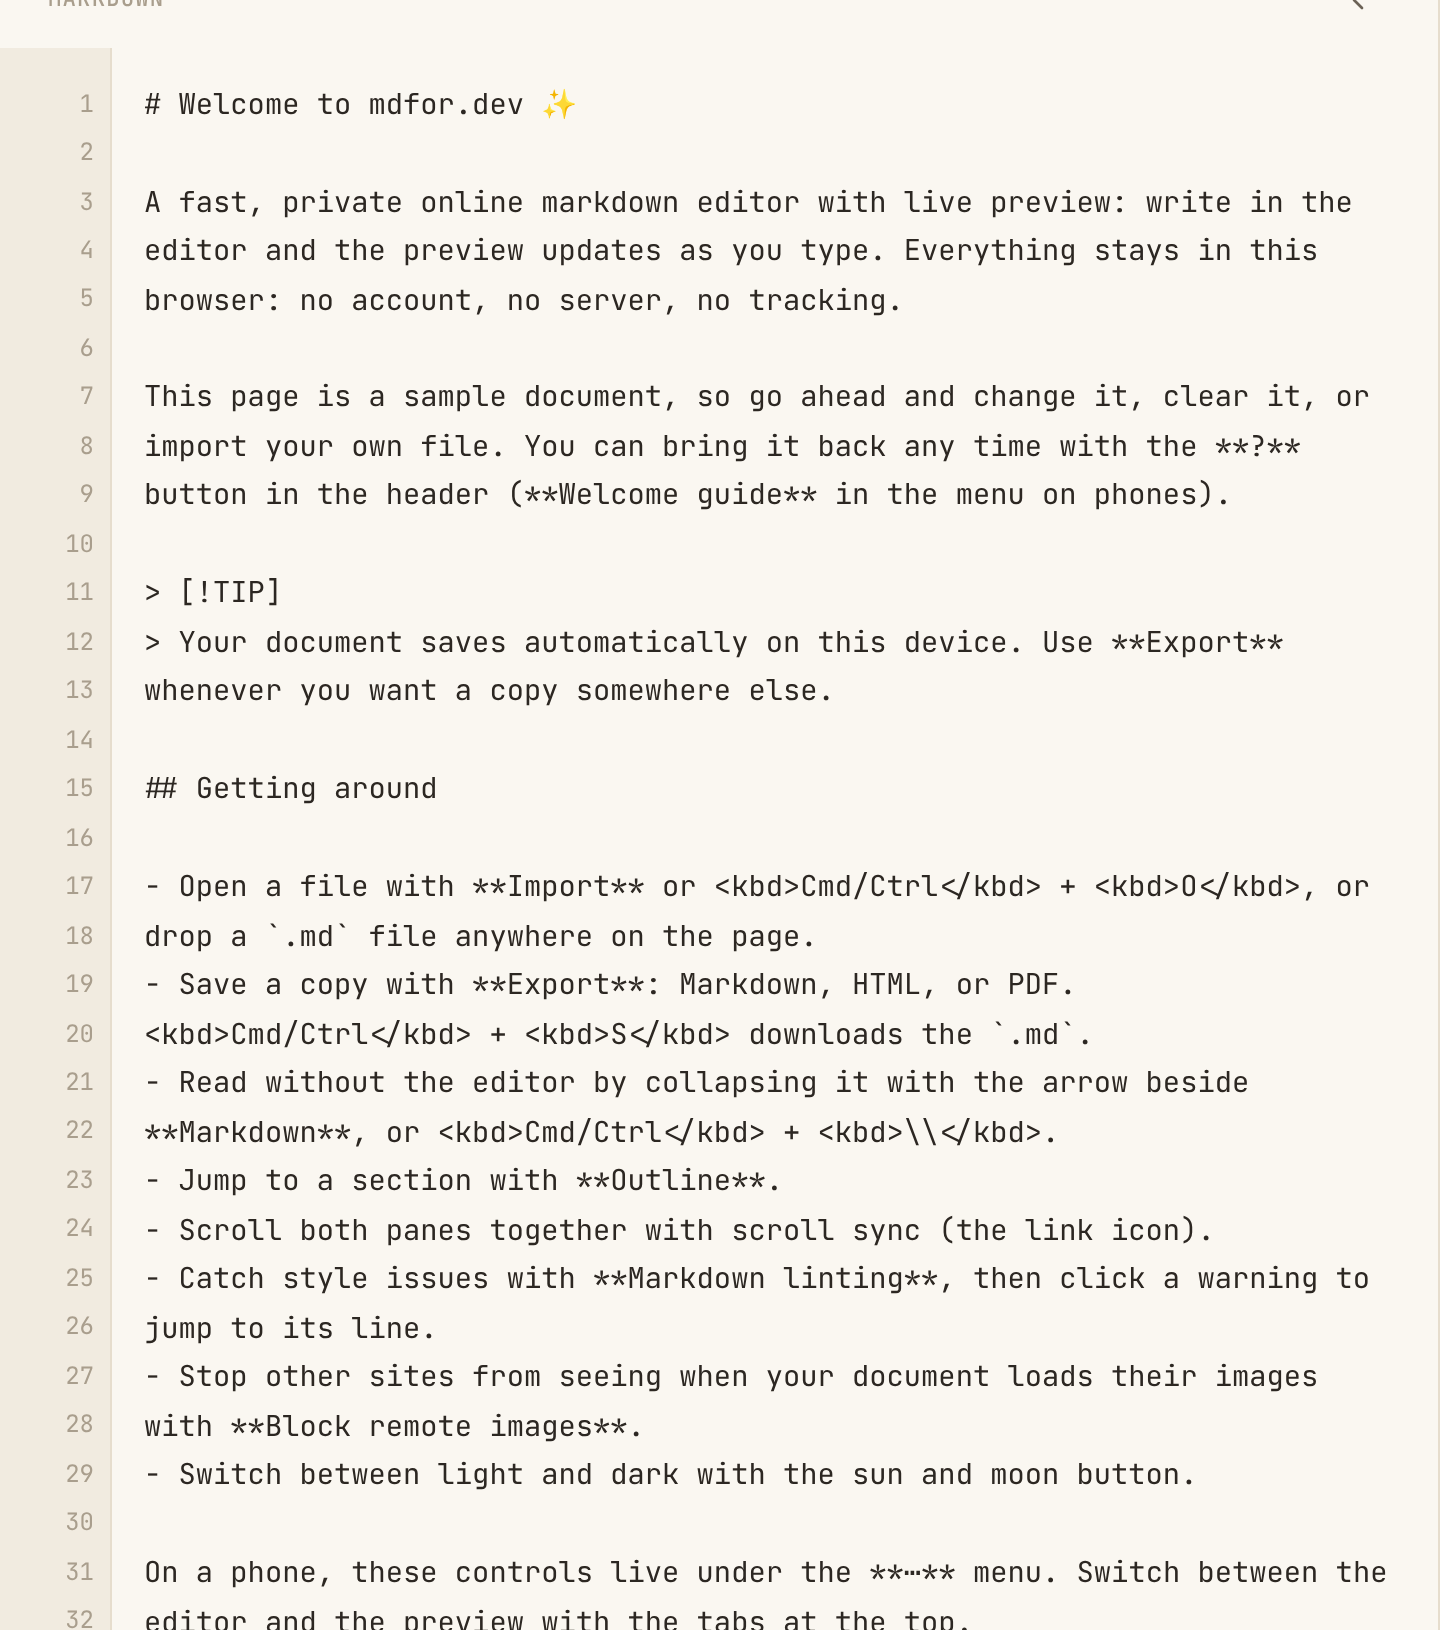 MARKDOWN
1 # Welcome to mdfor.dev ✨
2
3 A fast, private online markdown editor with live preview: write in the
4 editor and the preview updates as you type. Everything stays in this
5 browser: no account, no server, no tracking.
6
7 This page is a sample document, so go ahead and change it, clear it, or
8 import your own file. You can bring it back any time with the **?**
9 button in the header (**Welcome guide** in the menu on phones).
10
11 > [!TIP]
12 > Your document saves automatically on this device. Use **Export**
13 whenever you want a copy somewhere else.
14
15 ## Getting around
16
17 - Open a file with **Import** or <kbd>Cmd/Ctrl</kbd> + <kbd>O</kbd>, or
18 drop a `.md` file anywhere on the page.
19 - Save a copy with **Export**: Markdown, HTML, or PDF.
20 <kbd>Cmd/Ctrl</kbd> + <kbd>S</kbd> downloads the `.md`.
21 - Read without the editor by collapsing it with the arrow beside
22 **Markdown**, or <kbd>Cmd/Ctrl</kbd> + <kbd>\\</kbd>.
23 - Jump to a section with **Outline**.
24 - Scroll both panes together with scroll sync (the link icon).
25 - Catch style issues with **Markdown linting**, then click a warning to
26 jump to its line.
27 - Stop other sites from seeing when your document loads their images
28 with **Block remote images**.
29 - Switch between light and dark with the sun and moon button.
30
31 On a phone, these controls live under the **⋯** menu. Switch between the
32 editor and the preview with the tabs at the top.